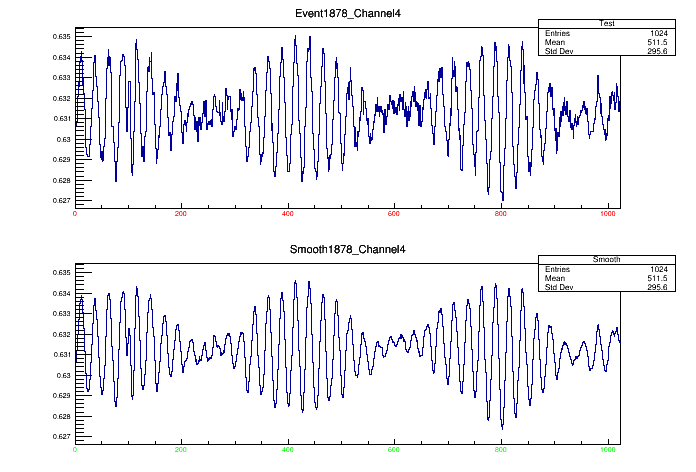 Event1878_Channel4
Test
Entries 1024
Mean 511.5
Std Dev 295.6
0.635
0.634
0.633
0.632
0.631
0.63
0.629
0.628
0.627
0 200 400 600 800 1000
Smooth1878_Channel4
Smooth
Entries 1024
Mean 511.5
Std Dev 295.6
0.635
0.634
0.633
0.632
0.631
0.63
0.629
0.628
0.627
0 200 400 600 800 1000